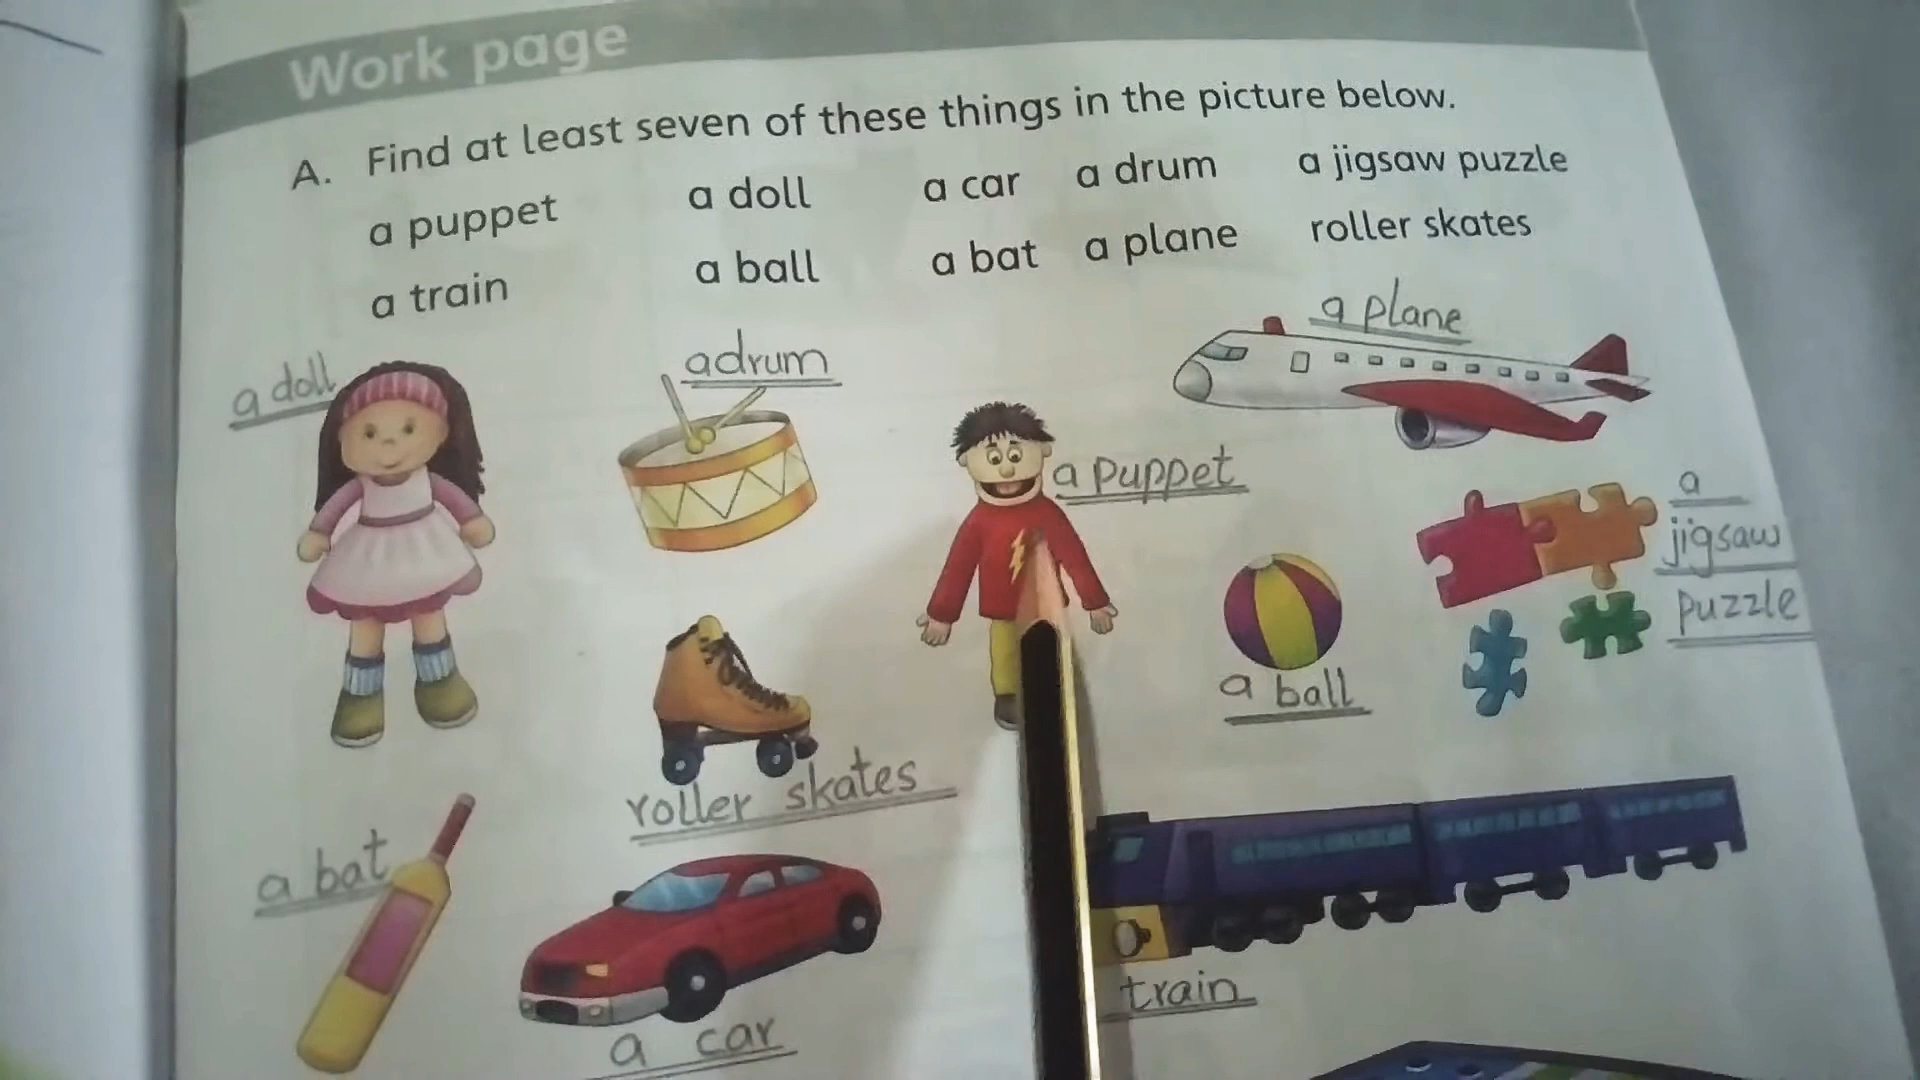 Work page
A. Find at least seven of these things in the picture below.
a puppet a doll a car a drum a jigsaw puzzle
a train a ball a bat a plane roller skates
a plane
a doll
adrum
a puppet
a
jigsaw
puzzle
a ball
roller skates
a bat
train
a car